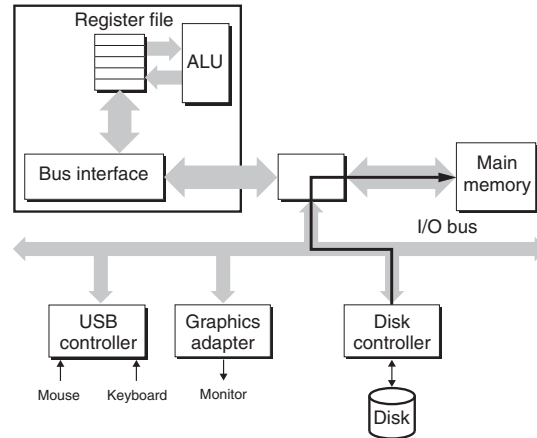 Register file
ALU
Bus interface
Main
memory
I/O bus
USB
controller
Graphics
adapter
Disk
controller
Mouse
Keyboard
Monitor
Disk